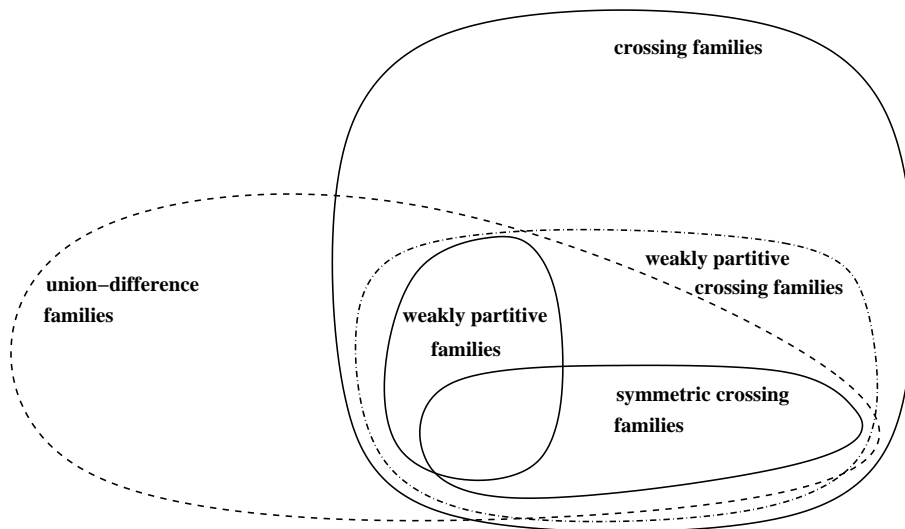 crossing families
weakly partitive
crossing families
union−difference
families
weakly partitive
families
symmetric crossing
families